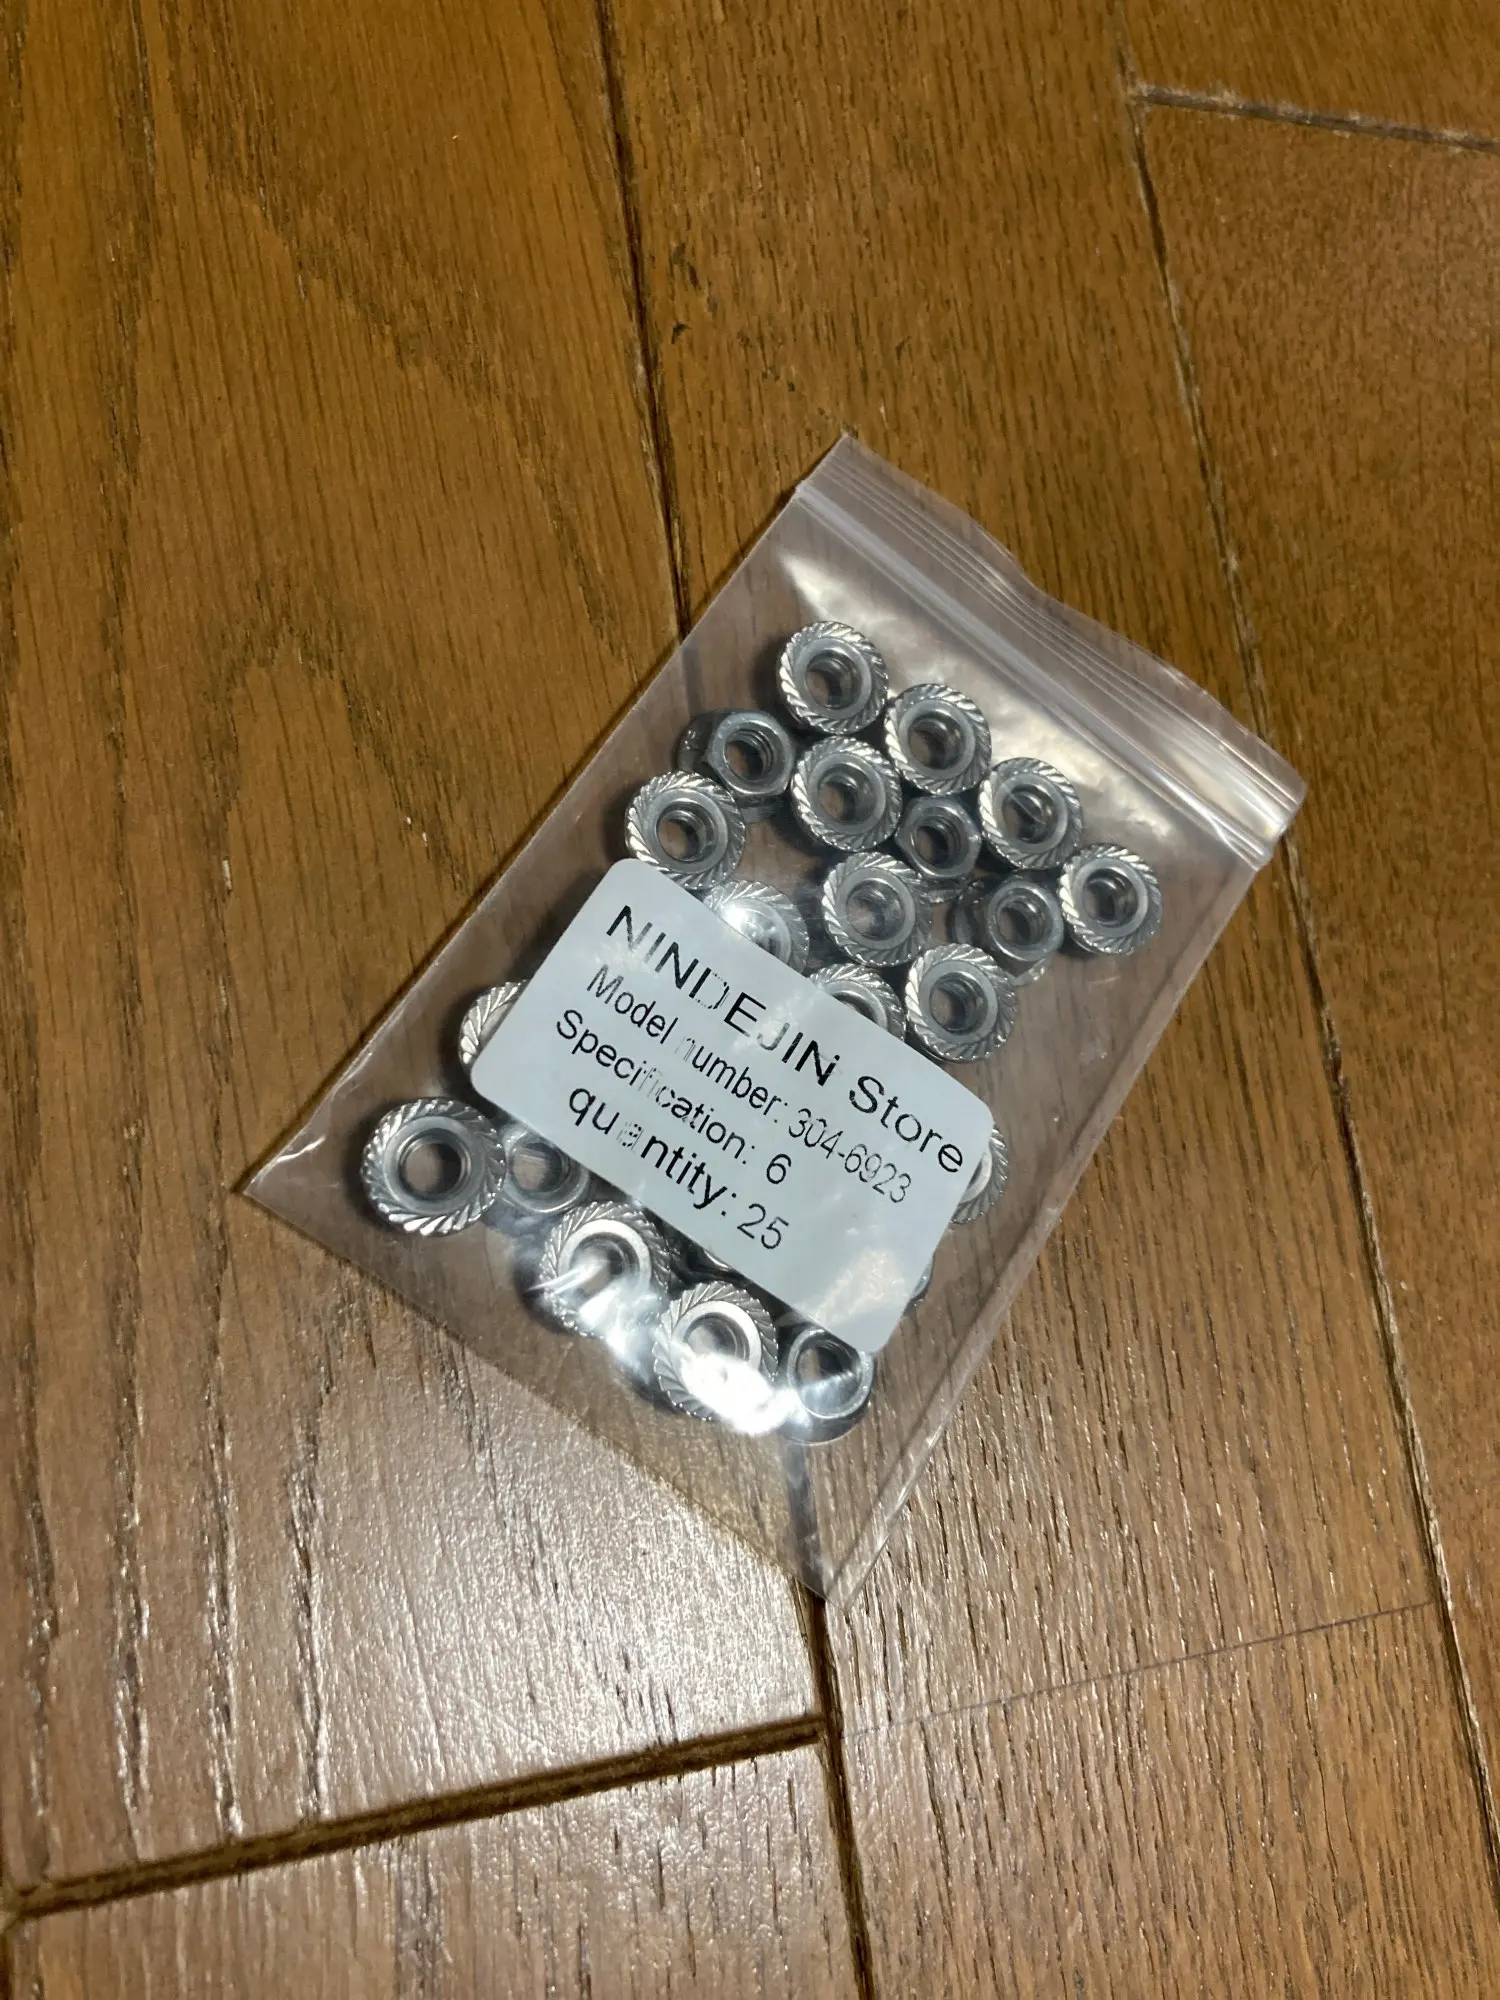 NINDEJIN Store
Model number: 304-6923
Specification: 6
quantity: 25